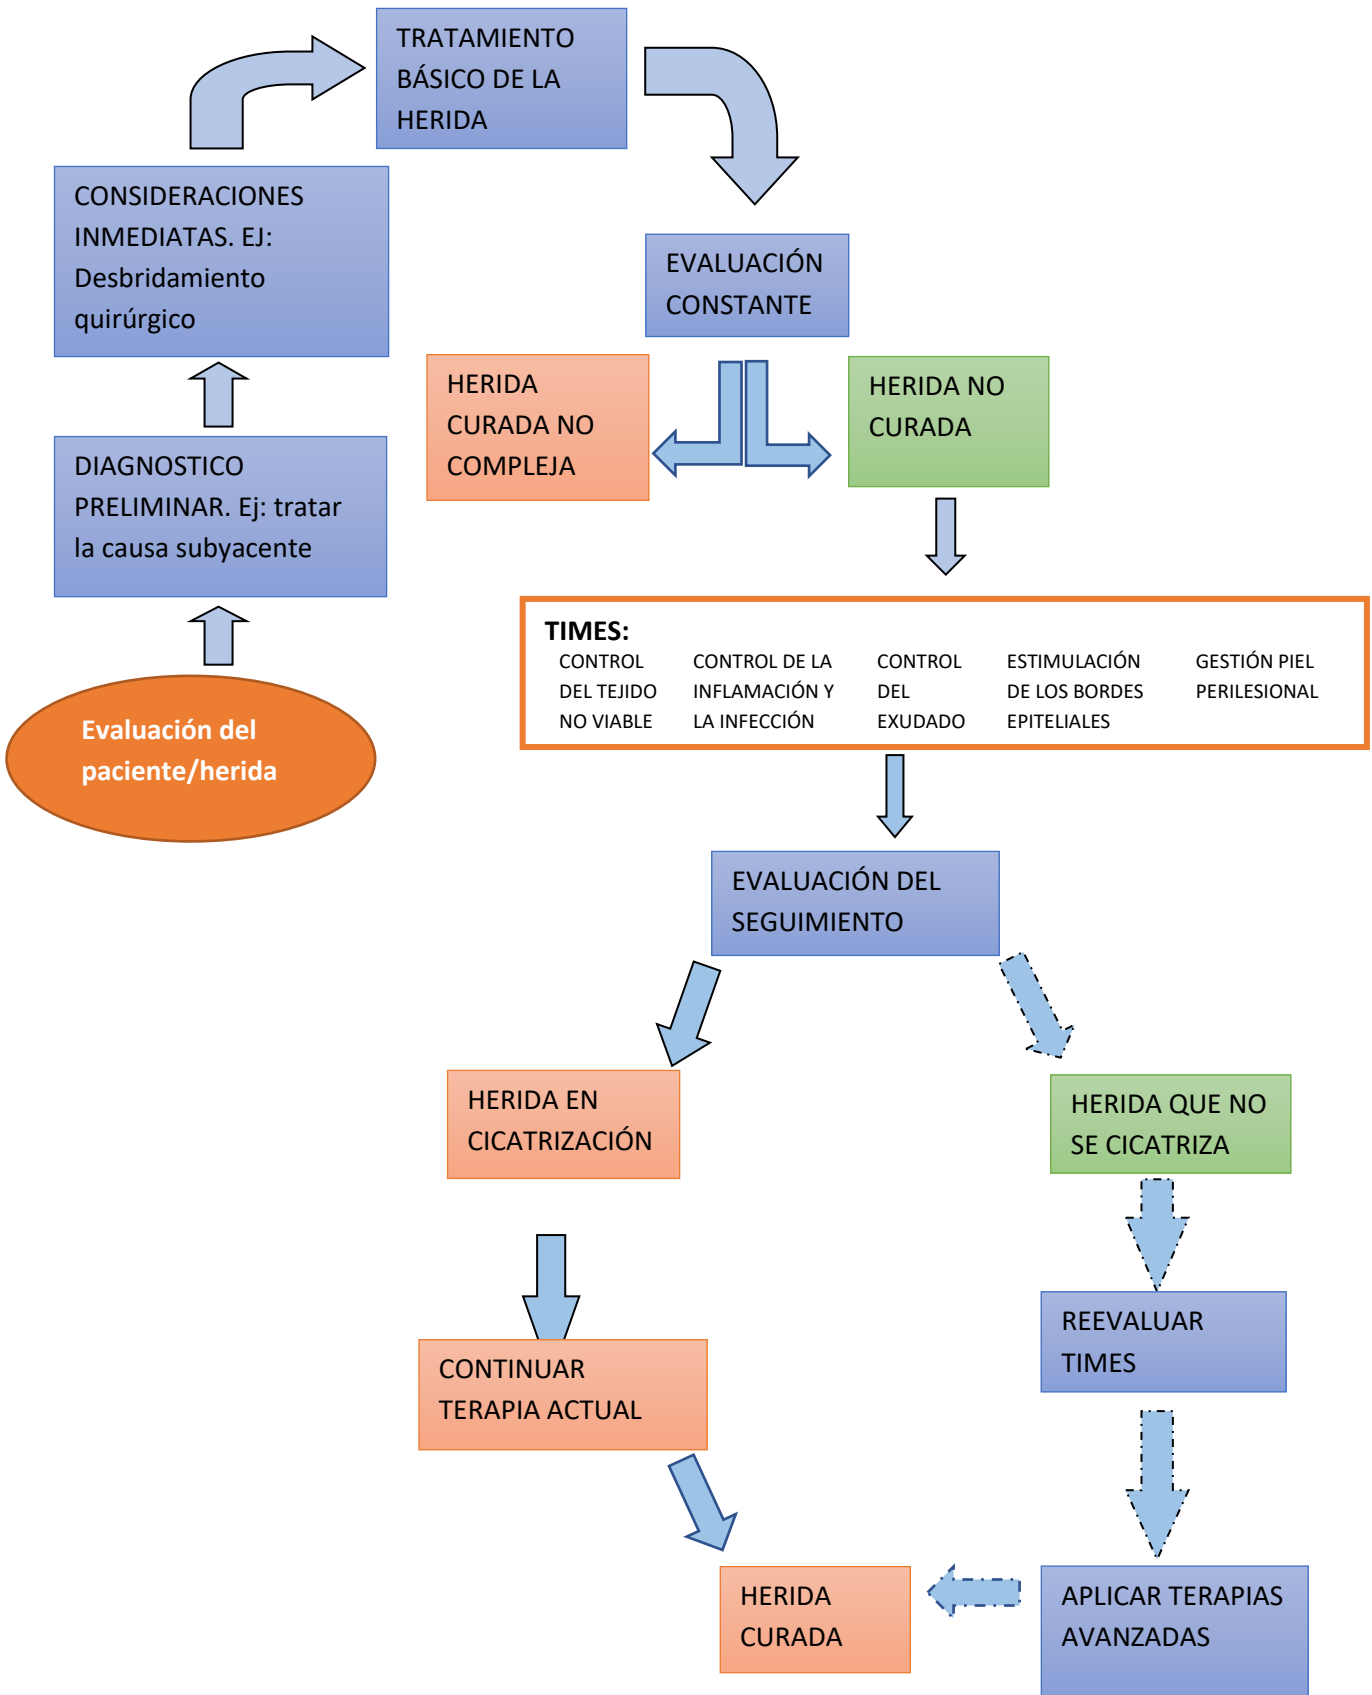 TRATAMIENTO
BÁSICO DE LA
HERIDA
CONSIDERACIONES
INMEDIATAS. EJ:
Desbridamiento
quirúrgico
EVALUACIÓN
CONSTANTE
HERIDA
CURADA NO
COMPLEJA
HERIDA NO
CURADA
DIAGNOSTICO
PRELIMINAR. Ej: tratar
la causa subyacente
Evaluación del
paciente/herida
TIMES:
CONTROL
DEL TEJIDO
NO VIABLE
CONTROL DE LA
INFLAMACIÓN Y
LA INFECCIÓN
CONTROL
DEL
EXUDADO
ESTIMULACIÓN
DE LOS BORDES
EPITELIALES
GESTIÓN PIEL
PERILESIONAL
EVALUACIÓN DEL
SEGUIMIENTO
HERIDA EN
CICATRIZACIÓN
HERIDA QUE NO
SE CICATRIZA
REEVALUAR
TIMES
CONTINUAR
TERAPIA ACTUAL
HERIDA
CURADA
APLICAR TERAPIAS
AVANZADAS